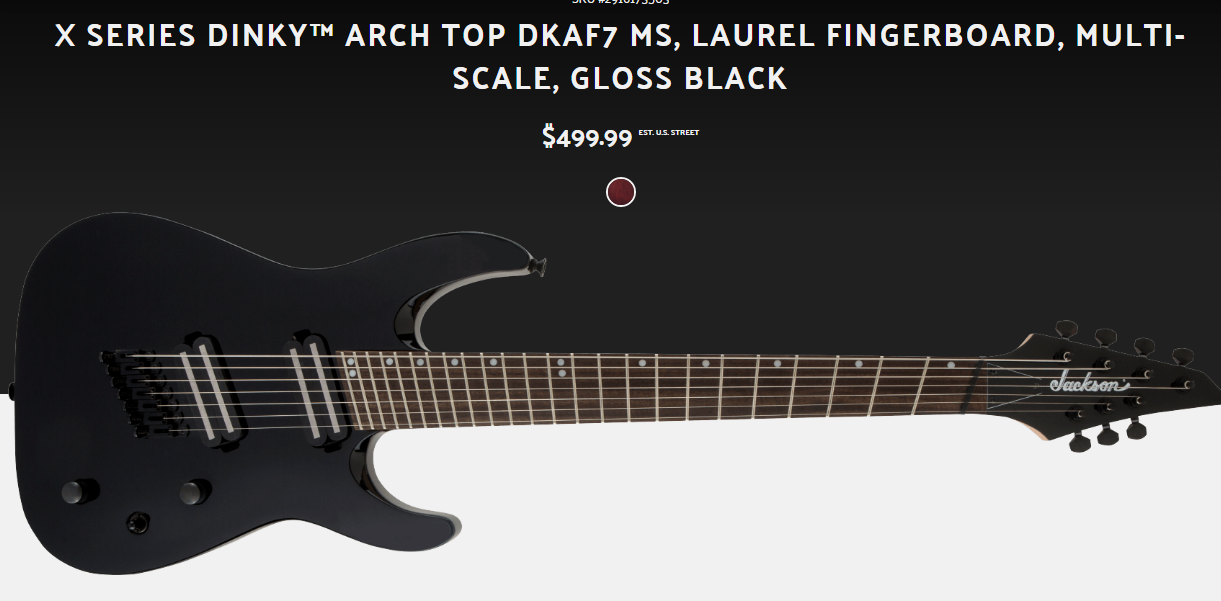 X SERIES DINKY™ ARCH TOP DKAF7 MS, LAUREL FINGERBOARD, MULTI-
SCALE, GLOSS BLACK
$499.99 EST. U.S. STREET
Jackson